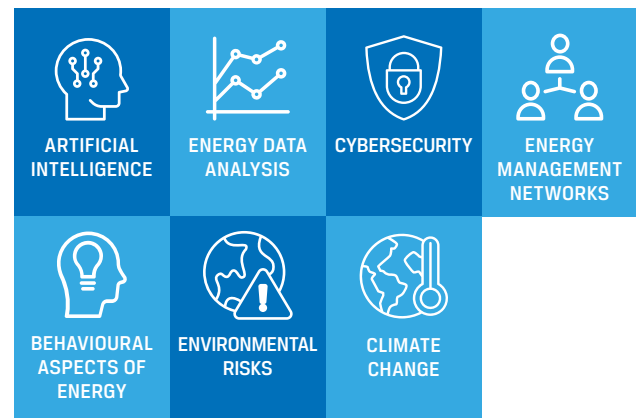 ARTIFICIAL
INTELLIGENCE
ENERGY DATA
ANALYSIS
CYBERSECURITY
ENERGY
MANAGEMENT
NETWORKS
BEHAVIOURAL
ASPECTS OF
ENERGY
ENVIRONMENTAL
RISKS
CLIMATE
CHANGE